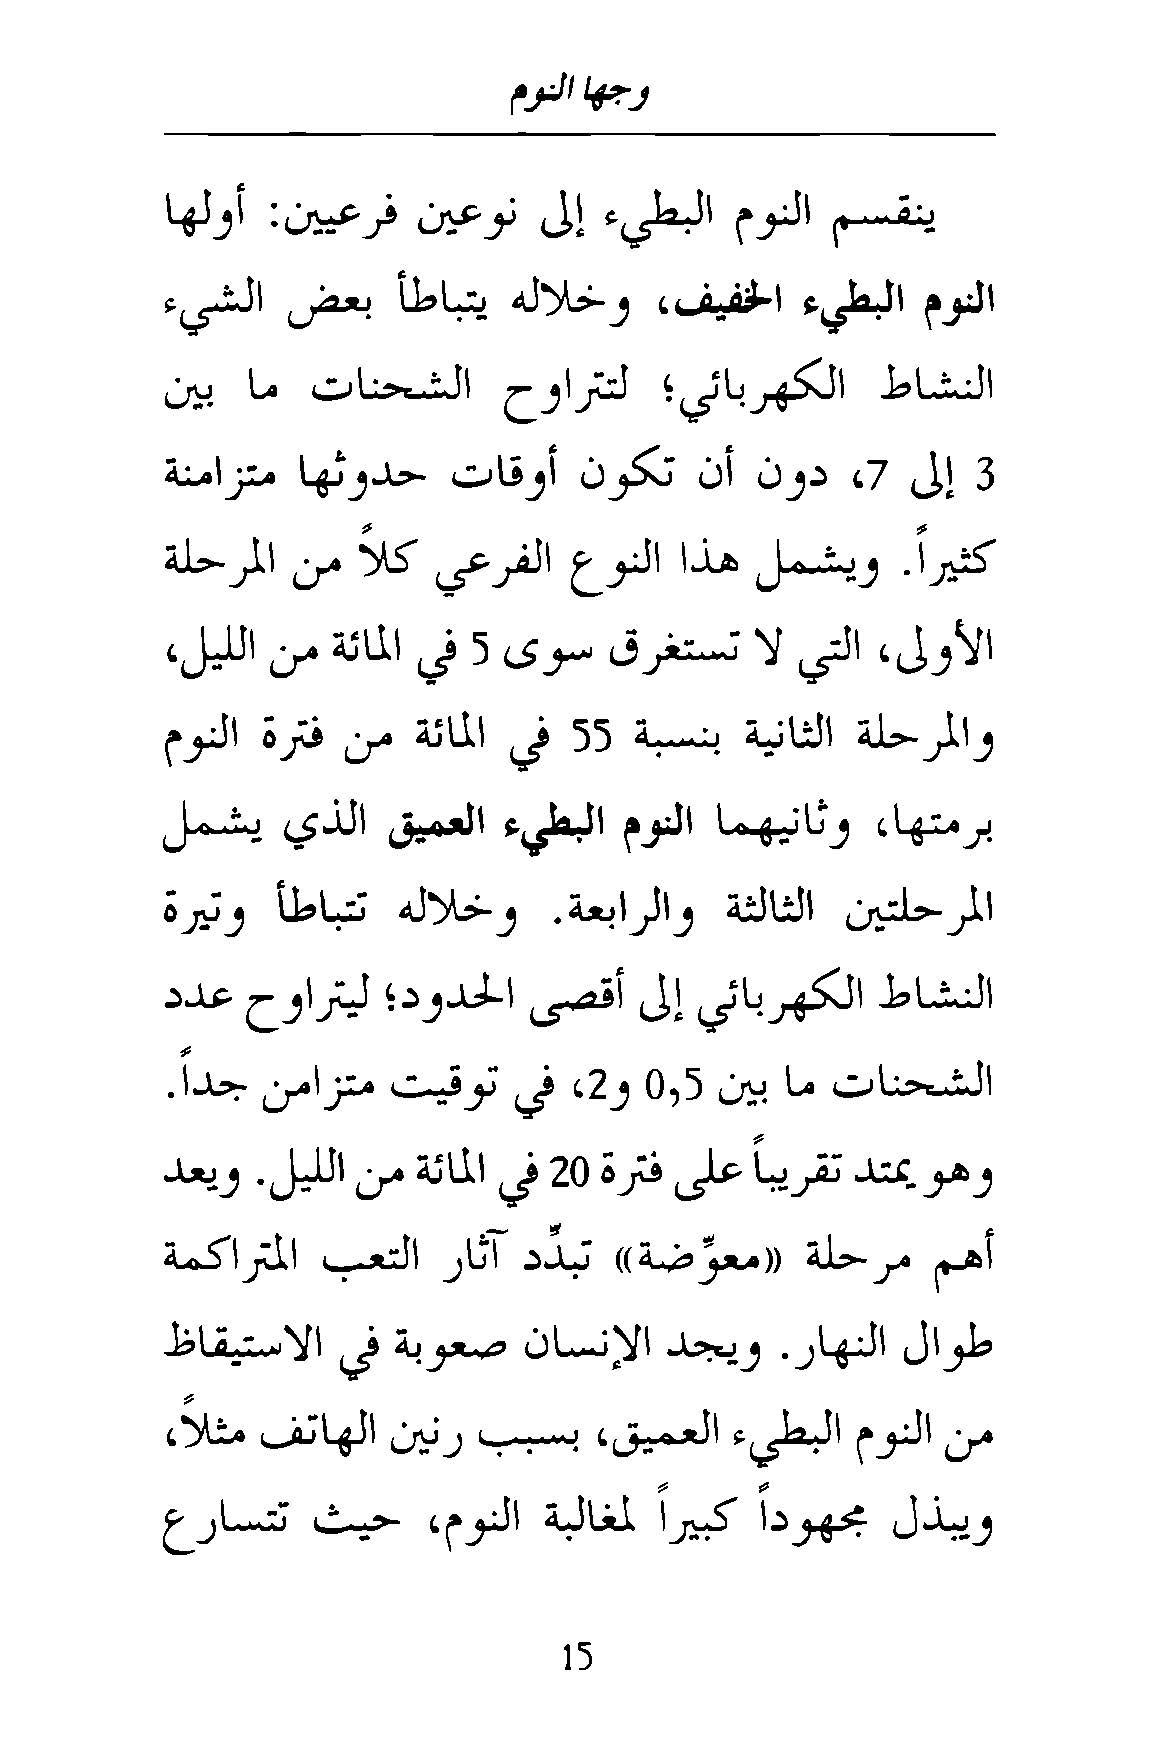 وجها النوم
ينقسم النوم البطيء إلى نوعين فرعيين: أولها
النوم البطيء الخفيف، وخلاله يتباطأ بعض الشيء
النشاط الكهربائي؛ لتتراوح الشحنات ما بين
3 إلى 7، دون أن تكون أوقات حدوثها متزامنة
كثيراً. ويشمل هذا النوع الفرعي كلاً من المرحلة
الأولى، التي لا تستغرق سوى 5 في المائة من الليل،
والمرحلة الثانية بنسبة 55 في المائة من فترة النوم
برمتها، وثانيهما النوم البطيء العميق الذي يشمل
المرحلتين الثالثة والرابعة. وخلاله تتباطأ وتيرة
النشاط الكهربائي إلى أقصى الحدود؛ ليتراوح عدد
الشحنات ما بين 0,5 و2، في توقيت متزامن جداً.
وهو يمتد تقريباً على فترة 20 في المائة من الليل. ويعد
أهم مرحلة «معوِّضة» تبدِّد آثار التعب المتراكمة
طوال النهار. ويجد الإنسان صعوبة في الاستيقاظ
من النوم البطيء العميق، بسبب رنين الهاتف مثلاً،
ويبذل مجهوداً كبيراً لمغالبة النوم، حيث تتسارع
15